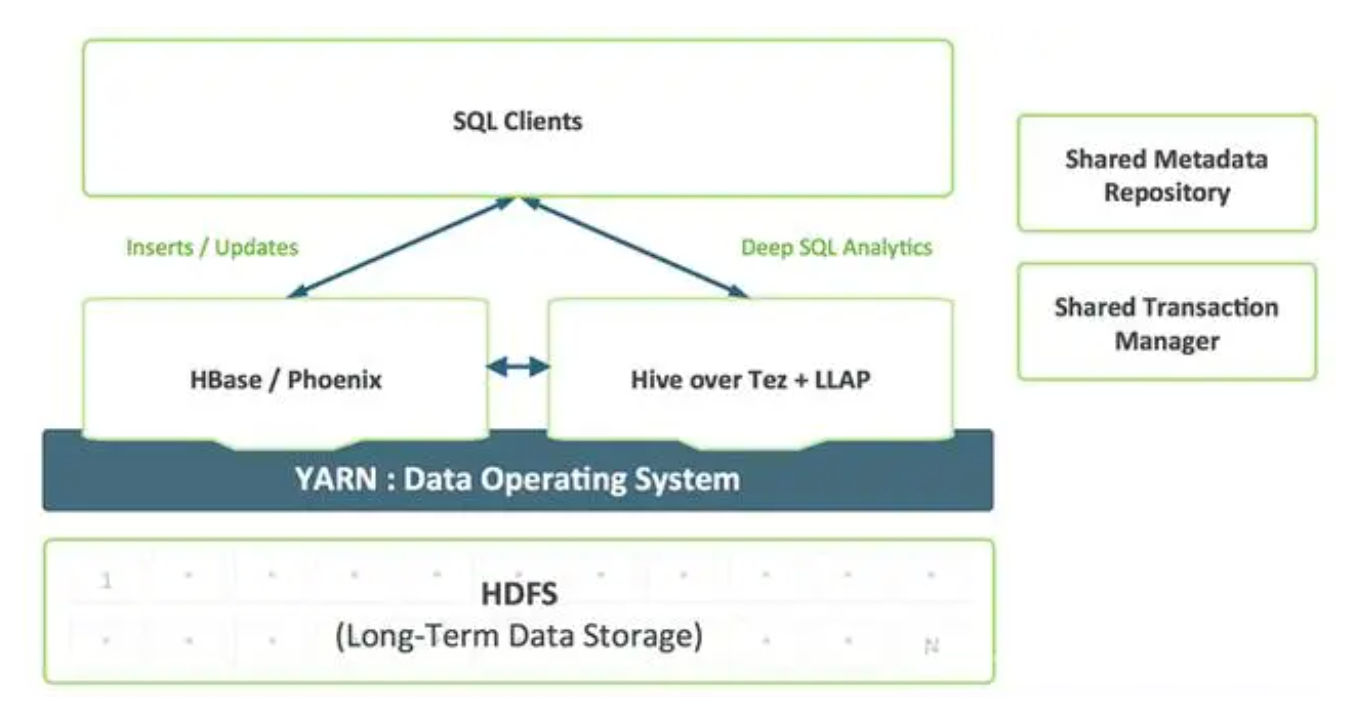 SQL Clients
Shared Metadata
Repository
Inserts / Updates
Deep SQL Analytics
Shared Transaction
Manager
HBase / Phoenix
Hive over Tez + LLAP
YARN : Data Operating System
1
HDFS
(Long-Term Data Storage)
N